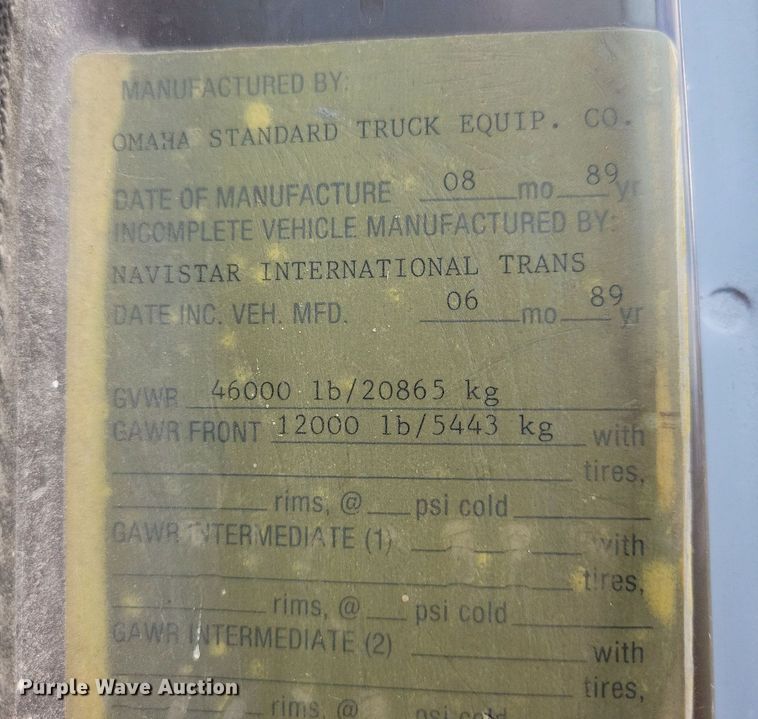 MANUFACTURED BY:
OMAHA STANDARD TRUCK EQUIP. CO.
DATE OF MANUFACTURE 08 mo 89 yr
INCOMPLETE VEHICLE MANUFACTURED BY:
NAVISTAR INTERNATIONAL TRANS
DATE INC. VEH. MFD. 06 mo 89 yr
GVWR 46000 lb/20865 kg
GAWR FRONT 12000 lb/5443 kg with
tires,
rims, @ psi cold
GAWR INTERMEDIATE (1) with
tires,
rims, @ psi cold
GAWR INTERMEDIATE (2) with
tires,
rims, @ psi cold
Purple Wave Auction